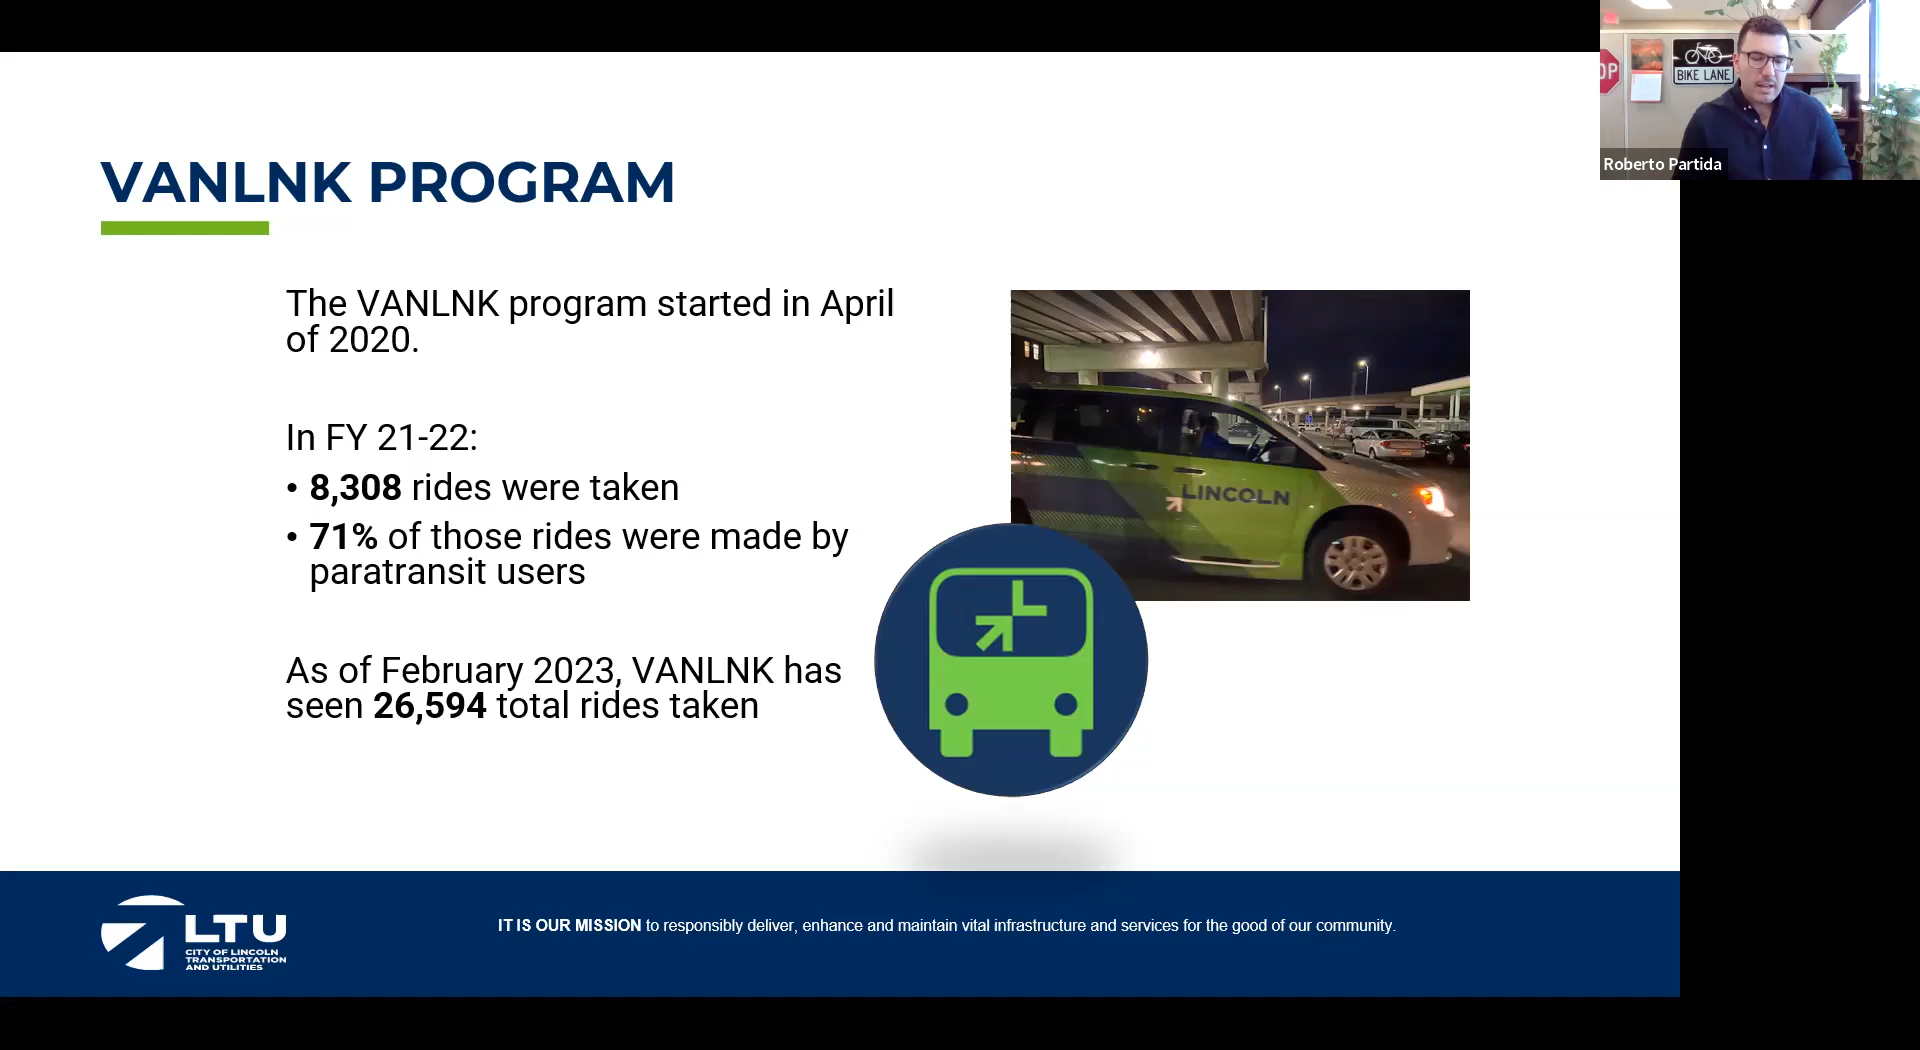 VANLNK PROGRAM
The VANLNK program started in April
of 2020.
In FY 21-22:
• 8,308 rides were taken
• 71% of those rides were made by
paratransit users
As of February 2023, VANLNK has
seen 26,594 total rides taken
LINCOLN
LTU
CITY OF LINCOLN
TRANSPORTATION
AND UTILITIES
IT IS OUR MISSION to responsibly deliver, enhance and maintain vital infrastructure and services for the good of our community.
OP
BIKE LANE
Roberto Partida